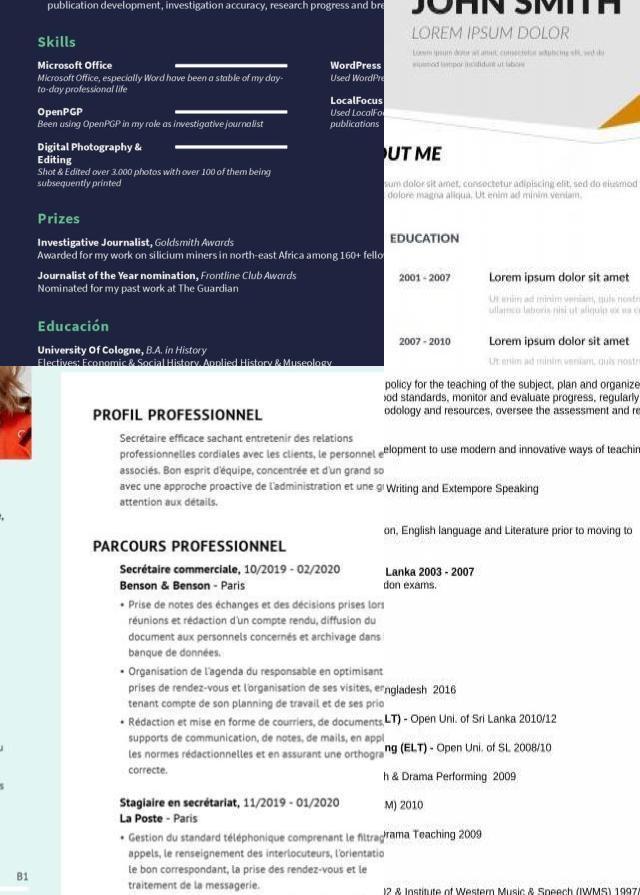 publication development, investigation accuracy, research progress and
Skills
Microsoft Office
Microsoft Office, especially Word have been a stable of my day-
to-day professional life
OpenPGP
Been using OpenPGP in my role as investigative journalist
Digital Photography &
Editing
Shot & Edited over 3.000 photos with over 100 of them being
subsequently printed
WordPress
Used
LocalFocus
Used
publications
Prizes
Investigative Journalist, Goldsmith Awards
Awarded for my work on silicium miners in north-east Africa among 160+
Journalist of the Year nomination, Frontline Club Awards
Nominated for my past work at The Guardian
Educación
University Of Cologne, B.A. in History
Electives: Economic & Social History, Applied History & Museology
JOHN SMITH
LOREM IPSUM DOLOR
Lorem ipsum dolor sit amet, consectetur adipiscing elit, sed do
eiusmod tempor incididunt ut labore
OUT ME
sum dolor sit amet, consectetur adipiscing elit, sed do eiusmod
dolore magna aliqua. Ut enim ad minim veniam.
EDUCATION
2001 - 2007
Lorem ipsum dolor sit amet
Ut enim ad minim veniam, quis
ullamco laboris nisi ut aliquip ex ea
2007 - 2010
Lorem ipsum dolor sit amet
Ut enim ad minim veniam, quis
PROFIL PROFESSIONNEL
Secrétaire efficace sachant entretenir des relations
professionnelles cordiales avec les clients, le personnel
associés. Bon esprit d'équipe, concentrée et d'un grand
avec une approche proactive de l'administration et une
attention aux détails.
PARCOURS PROFESSIONNEL
Secrétaire commerciale, 10/2019 - 02/2020
Benson & Benson - Paris
• Prise de notes des échanges et des décisions prises lors
réunions et rédaction d'un compte rendu, diffusion du
document aux personnels concernés et archivage dans
banque de données.
• Organisation de l'agenda du responsable en optimisant
prises de rendez-vous et l'organisation de ses visites,
tenant compte de son planning de travail et de ses
• Rédaction et mise en forme de courriers, de documents,
supports de communication, de notes, de mails, en
les normes rédactionnelles et en assurant une
correcte.
Stagiaire en secrétariat, 11/2019 - 01/2020
La Poste - Paris
• Gestion du standard téléphonique comprenant le
appels, le renseignement des interlocuteurs,
le bon correspondant, la prise des rendez-vous et le
traitement de la messagerie.
B1
policy for the teaching of the subject, plan and organize
od standards, monitor and evaluate progress, regularly
odology and resources, oversee the assessment and
elopment to use modern and innovative ways of
Writing and Extempore Speaking
on, English language and Literature prior to moving to
Lanka 2003 - 2007
don exams.
ngladesh 2016
LT) - Open Uni. of Sri Lanka 2010/12
ng (ELT) - Open Uni. of SL 2008/10
h & Drama Performing 2009
M) 2010
rama Teaching 2009
& Institute of Western Music & Speech (IWMS)